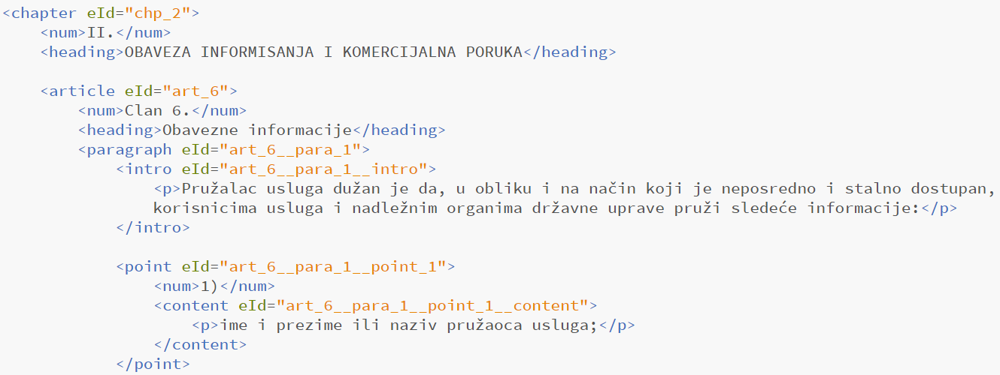 <chapter eId="chp_2">
<num>II.</num>
<heading>OBAVEZA INFORMISANJA I KOMERCIJALNA PORUKA</heading>
<article eId="art_6">
<num>Clan 6.</num>
<heading>Obavezne informacije</heading>
<paragraph eId="art_6__para_1">
<intro eId="art_6__para_1__intro">
<p>Pružalac usluga dužan je da, u obliku i na način koji je neposredno i stalno dostupan,
korisnicima usluga i nadležnim organima državne uprave pruži sledeće informacije:</p>
</intro>
<point eId="art_6__para_1__point_1">
<num>1)</num>
<content eId="art_6__para_1__point_1__content">
<p>ime i prezime ili naziv pružaoca usluga;</p>
</content>
</point>